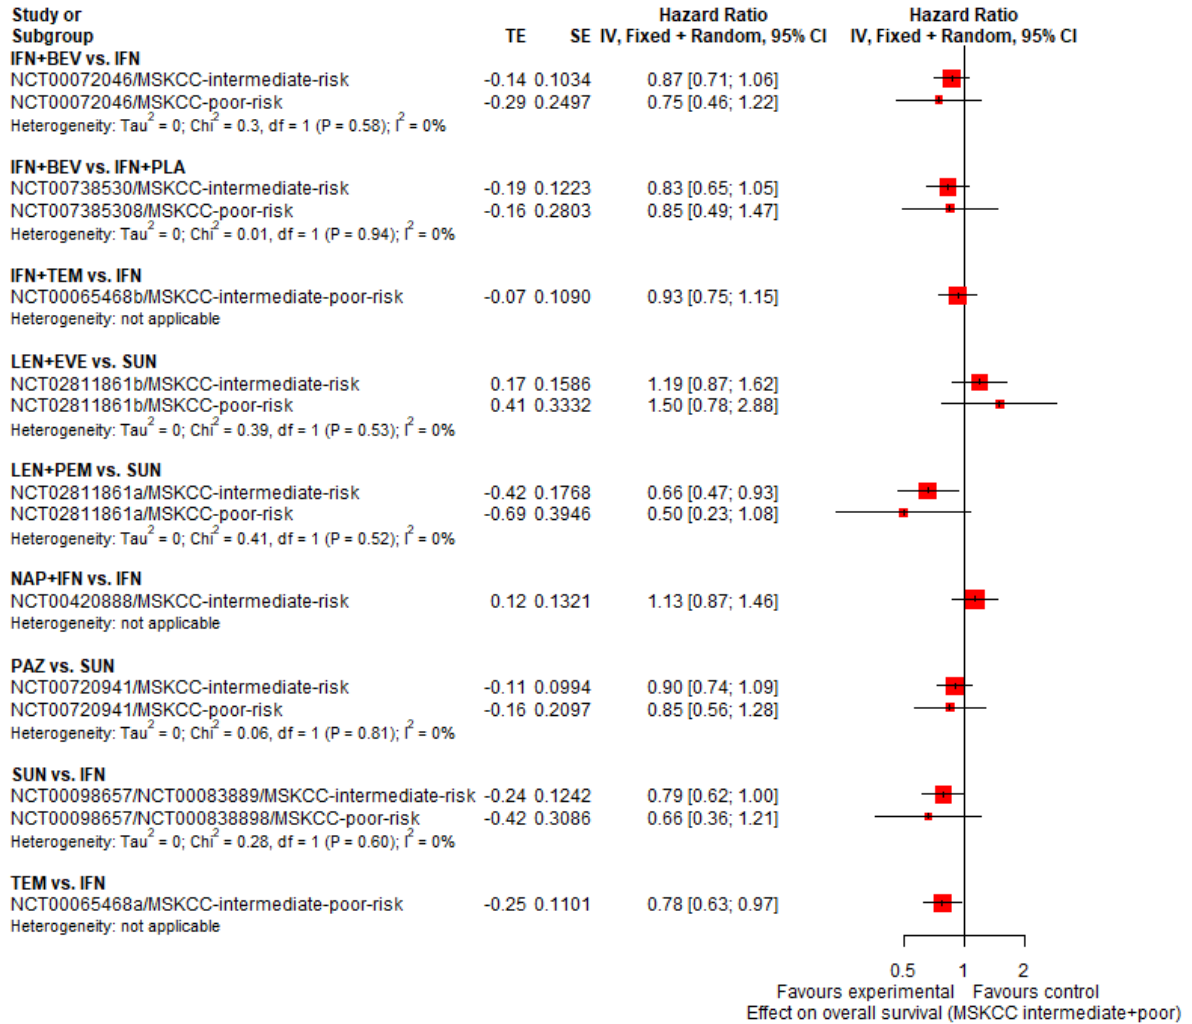 Study or Hazard Ratio Hazard Ratio
Subgroup TE SE IV, Fixed + Random, 95% CI IV, Fixed + Random, 95% CI
IFN+BEV vs. IFN
NCT00072046/MSKCC-intermediate-risk -0.14 0.1034 0.87 [0.71; 1.06]
NCT00072046/MSKCC-poor-risk -0.29 0.2497 0.75 [0.46; 1.22]
Heterogeneity: Tau² = 0; Chi² = 0.3, df = 1 (P = 0.58); I² = 0%
IFN+BEV vs. IFN+PLA
NCT00738530/MSKCC-intermediate-risk -0.19 0.1223 0.83 [0.65; 1.05]
NCT007385308/MSKCC-poor-risk -0.16 0.2803 0.85 [0.49; 1.47]
Heterogeneity: Tau² = 0; Chi² = 0.01, df = 1 (P = 0.94); I² = 0%
IFN+TEM vs. IFN
NCT00065468b/MSKCC-intermediate-poor-risk -0.07 0.1090 0.93 [0.75; 1.15]
Heterogeneity: not applicable
LEN+EVE vs. SUN
NCT02811861b/MSKCC-intermediate-risk 0.17 0.1586 1.19 [0.87; 1.62]
NCT02811861b/MSKCC-poor-risk 0.41 0.3332 1.50 [0.78; 2.88]
Heterogeneity: Tau² = 0; Chi² = 0.39, df = 1 (P = 0.53); I² = 0%
LEN+PEM vs. SUN
NCT02811861a/MSKCC-intermediate-risk -0.42 0.1768 0.66 [0.47; 0.93]
NCT02811861a/MSKCC-poor-risk -0.69 0.3946 0.50 [0.23; 1.08]
Heterogeneity: Tau² = 0; Chi² = 0.41, df = 1 (P = 0.52); I² = 0%
NAP+IFN vs. IFN
NCT00420888/MSKCC-intermediate-risk 0.12 0.1321 1.13 [0.87; 1.46]
Heterogeneity: not applicable
PAZ vs. SUN
NCT00720941/MSKCC-intermediate-risk -0.11 0.0994 0.90 [0.74; 1.09]
NCT00720941/MSKCC-poor-risk -0.16 0.2097 0.85 [0.56; 1.28]
Heterogeneity: Tau² = 0; Chi² = 0.06, df = 1 (P = 0.81); I² = 0%
SUN vs. IFN
NCT00098657/NCT00083889/MSKCC-intermediate-risk -0.24 0.1242 0.79 [0.62; 1.00]
NCT00098657/NCT000838898/MSKCC-poor-risk -0.42 0.3086 0.66 [0.36; 1.21]
Heterogeneity: Tau² = 0; Chi² = 0.28, df = 1 (P = 0.60); I² = 0%
TEM vs. IFN
NCT00065468a/MSKCC-intermediate-poor-risk -0.25 0.1101 0.78 [0.63; 0.97]
Heterogeneity: not applicable
0.5 1 2
Favours experimental Favours control
Effect on overall survival (MSKCC intermediate+poor)